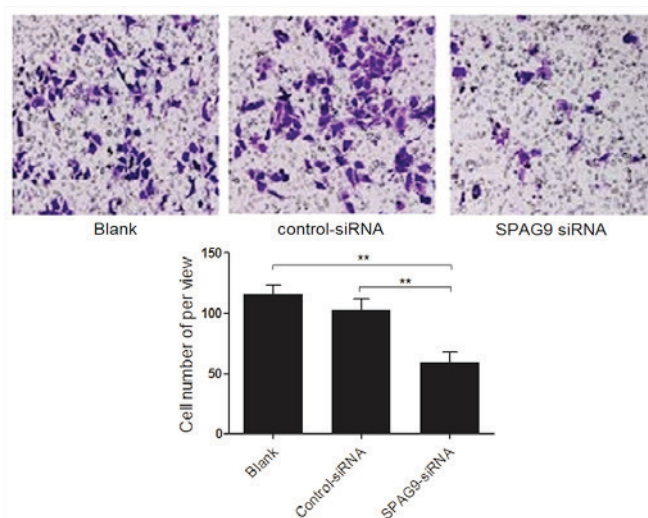 Blank
control-siRNA
SPAG9 siRNA
Cell number of per view
150
100
50
0
**
**
Blank
Control-siRNA
SPAG9-siRNA